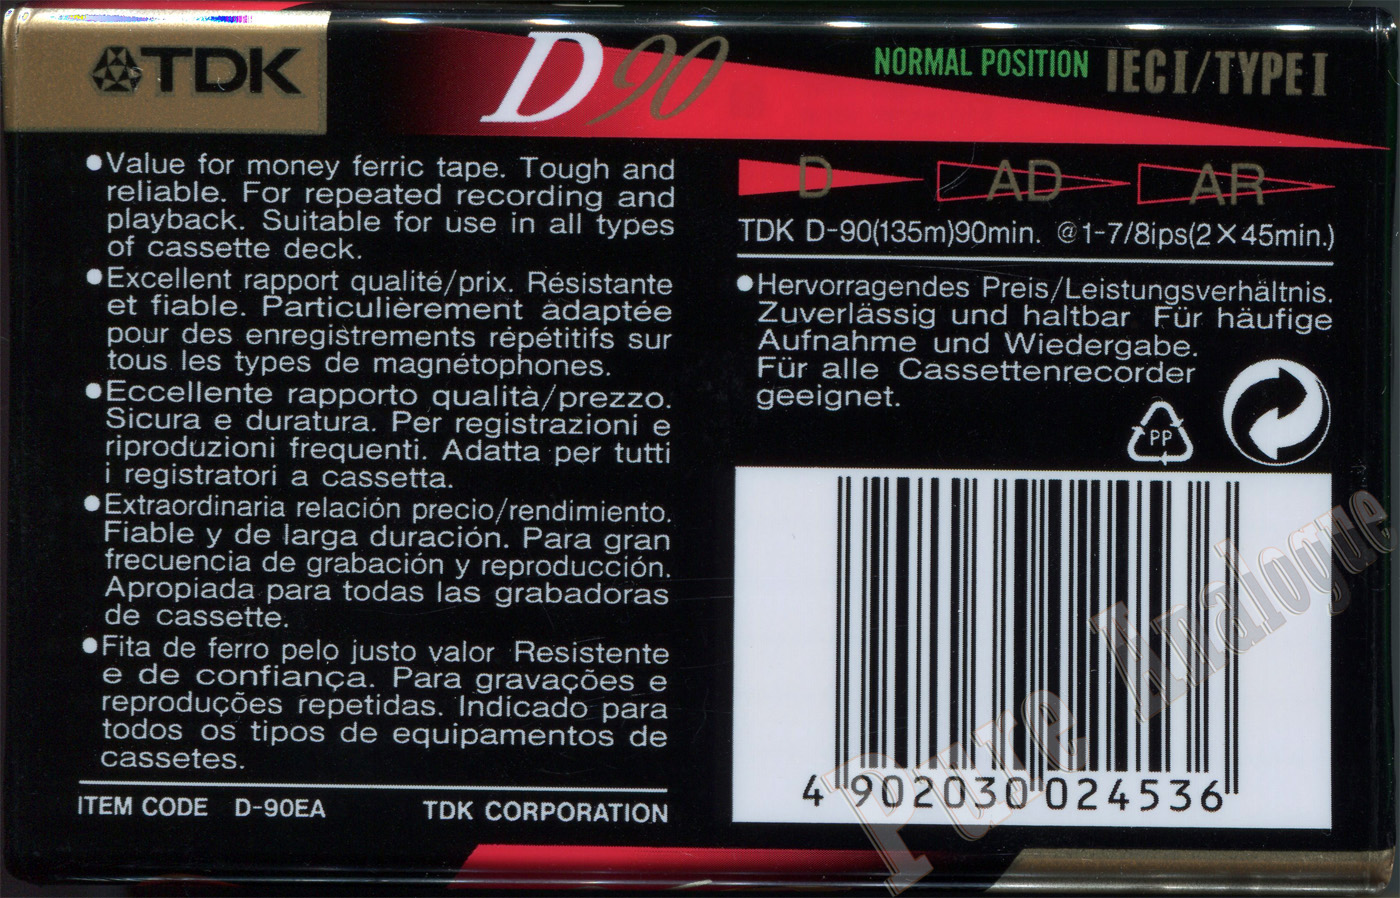 TDK
D90
NORMAL POSITION IECI/TYPE I
●Value for money ferric tape. Tough and
reliable. For repeated recording and
playback. Suitable for use in all types
of cassette deck.
●Excellent rapport qualité/prix. Résistante
et fiable. Particulièrement adaptée
pour des enregistrements répétitifs sur
tous les types de magnétophones.
●Eccellente rapporto qualità/prezzo.
Sicura e duratura. Per registrazioni e
riproduzioni frequenti. Adatta per tutti
i registratori a cassetta.
●Extraordinaria relación precio/rendimiento.
Fiable y de larga duración. Para gran
frecuencia de grabación y reproducción.
Apropiada para todas las grabadoras
de cassette.
●Fita de ferro pelo justo valor Resistente
e de confiança. Para gravações e
reproduções repetidas. Indicado para
todos os tipos de equipamentos de
cassetes.
ITEM CODE D-90EA TDK CORPORATION
D AD AR
TDK D-90(135m)90min. @1-7/8ips(2×45min.)
●Hervorragendes Preis/Leistungsverhältnis.
Zuverlässig und haltbar Für häufige
Aufnahme und Wiedergabe.
Für alle Cassettenrecorder
geeignet.
PP
4 902030 024536
Pure Analogue